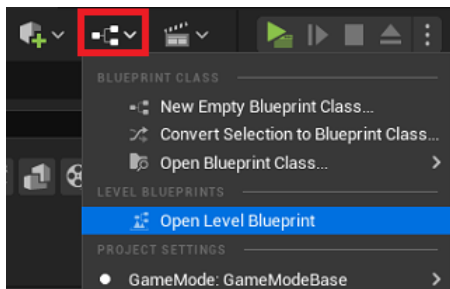 BLUEPRINT CLASS
New Empty Blueprint Class...
Convert Selection to Blueprint Class...
Open Blueprint Class...
LEVEL BLUEPRINTS
Open Level Blueprint
PROJECT SETTINGS
GameMode: GameModeBase